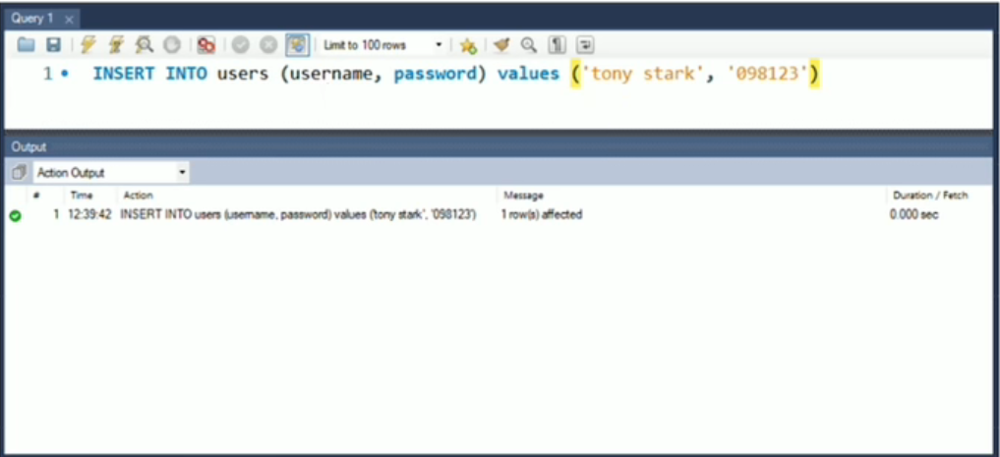 Query 1 ×
Limit to 100 rows
1 • INSERT INTO users (username, password) values ('tony stark', '098123')
Output
Action Output
# Time Action Message Duration / Fetch
1 12:39:42 INSERT INTO users (username, password) values ('tony stark', '098123') 1 row(s) affected 0.000 sec